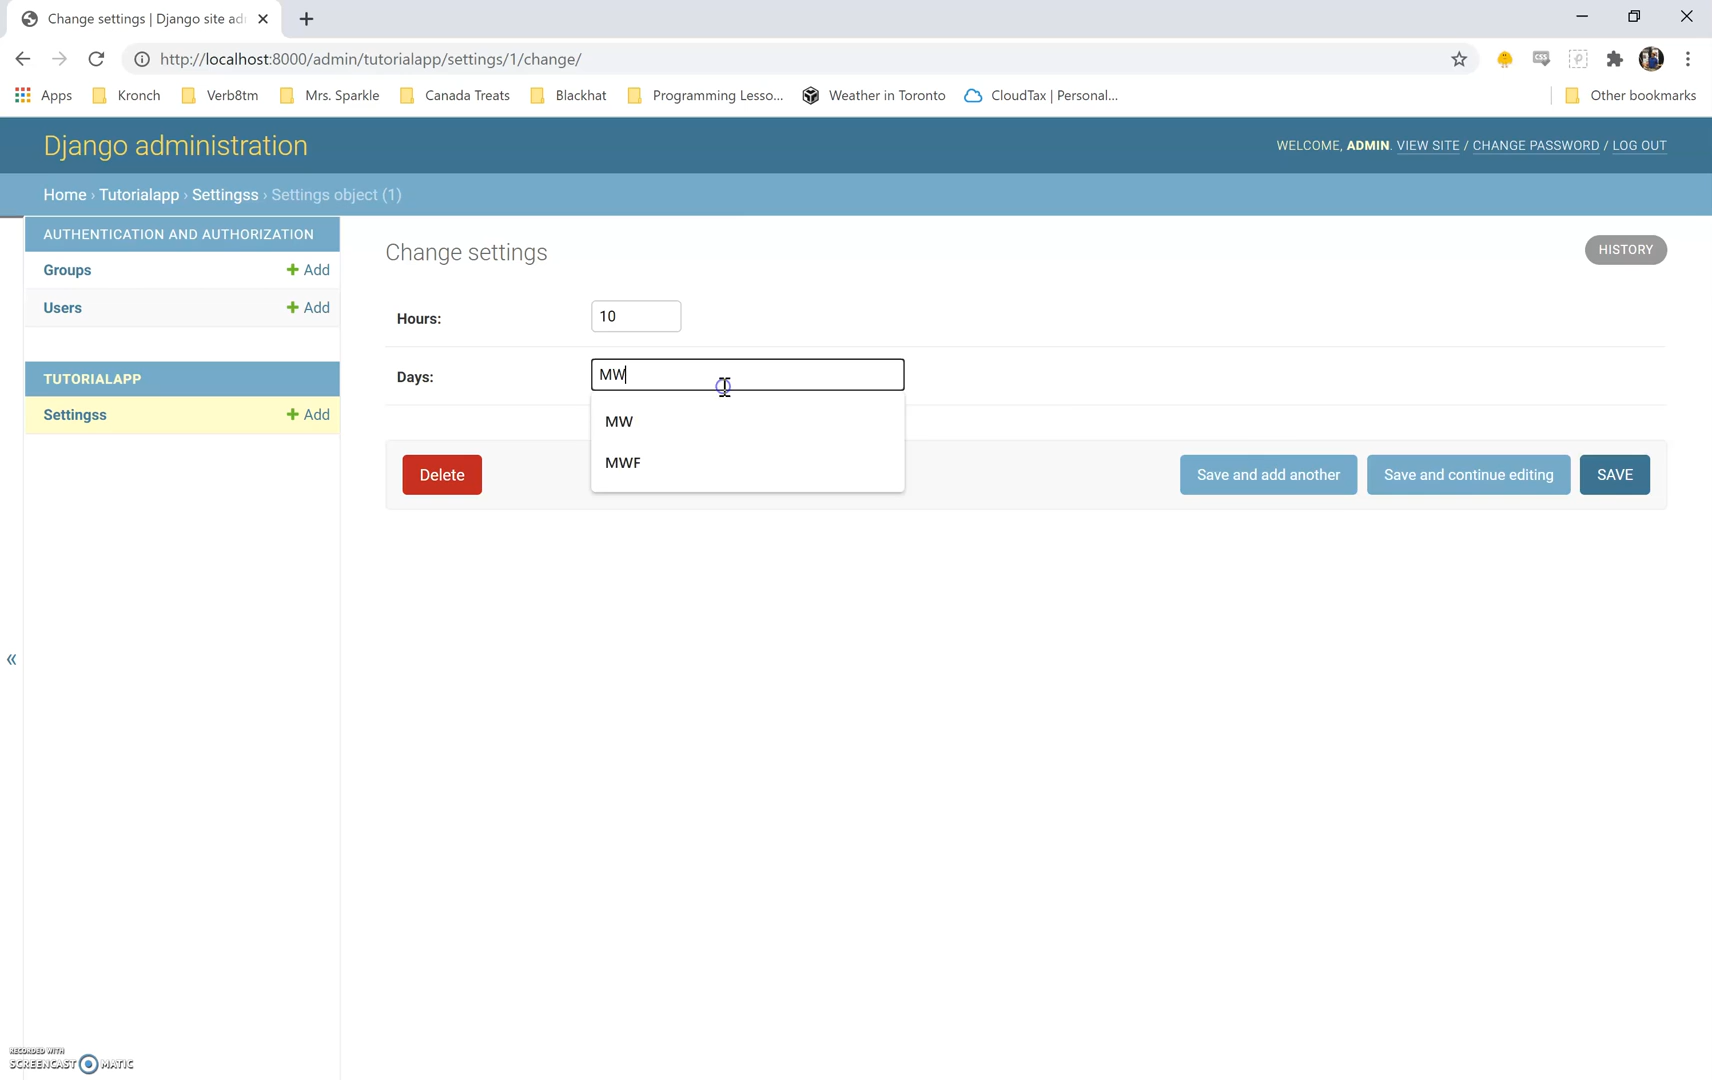 Change settings | Django site ad
http://localhost:8000/admin/tutorialapp/settings/1/change/
Apps Kronch Verb8tm Mrs. Sparkle Canada Treats Blackhat Programming Lesso... Weather in Toronto CloudTax | Personal... Other bookmarks
Django administration WELCOME, ADMIN. VIEW SITE / CHANGE PASSWORD / LOG OUT
Home › Tutorialapp › Settingss › Settings object (1)
AUTHENTICATION AND AUTHORIZATION
Groups + Add
Users + Add
TUTORIALAPP
Settingss + Add
«
Change settings HISTORY
Hours: 10
Days: MW
MW
MWF
Delete Save and add another Save and continue editing SAVE
RECORDED WITH
SCREENCAST MATIC